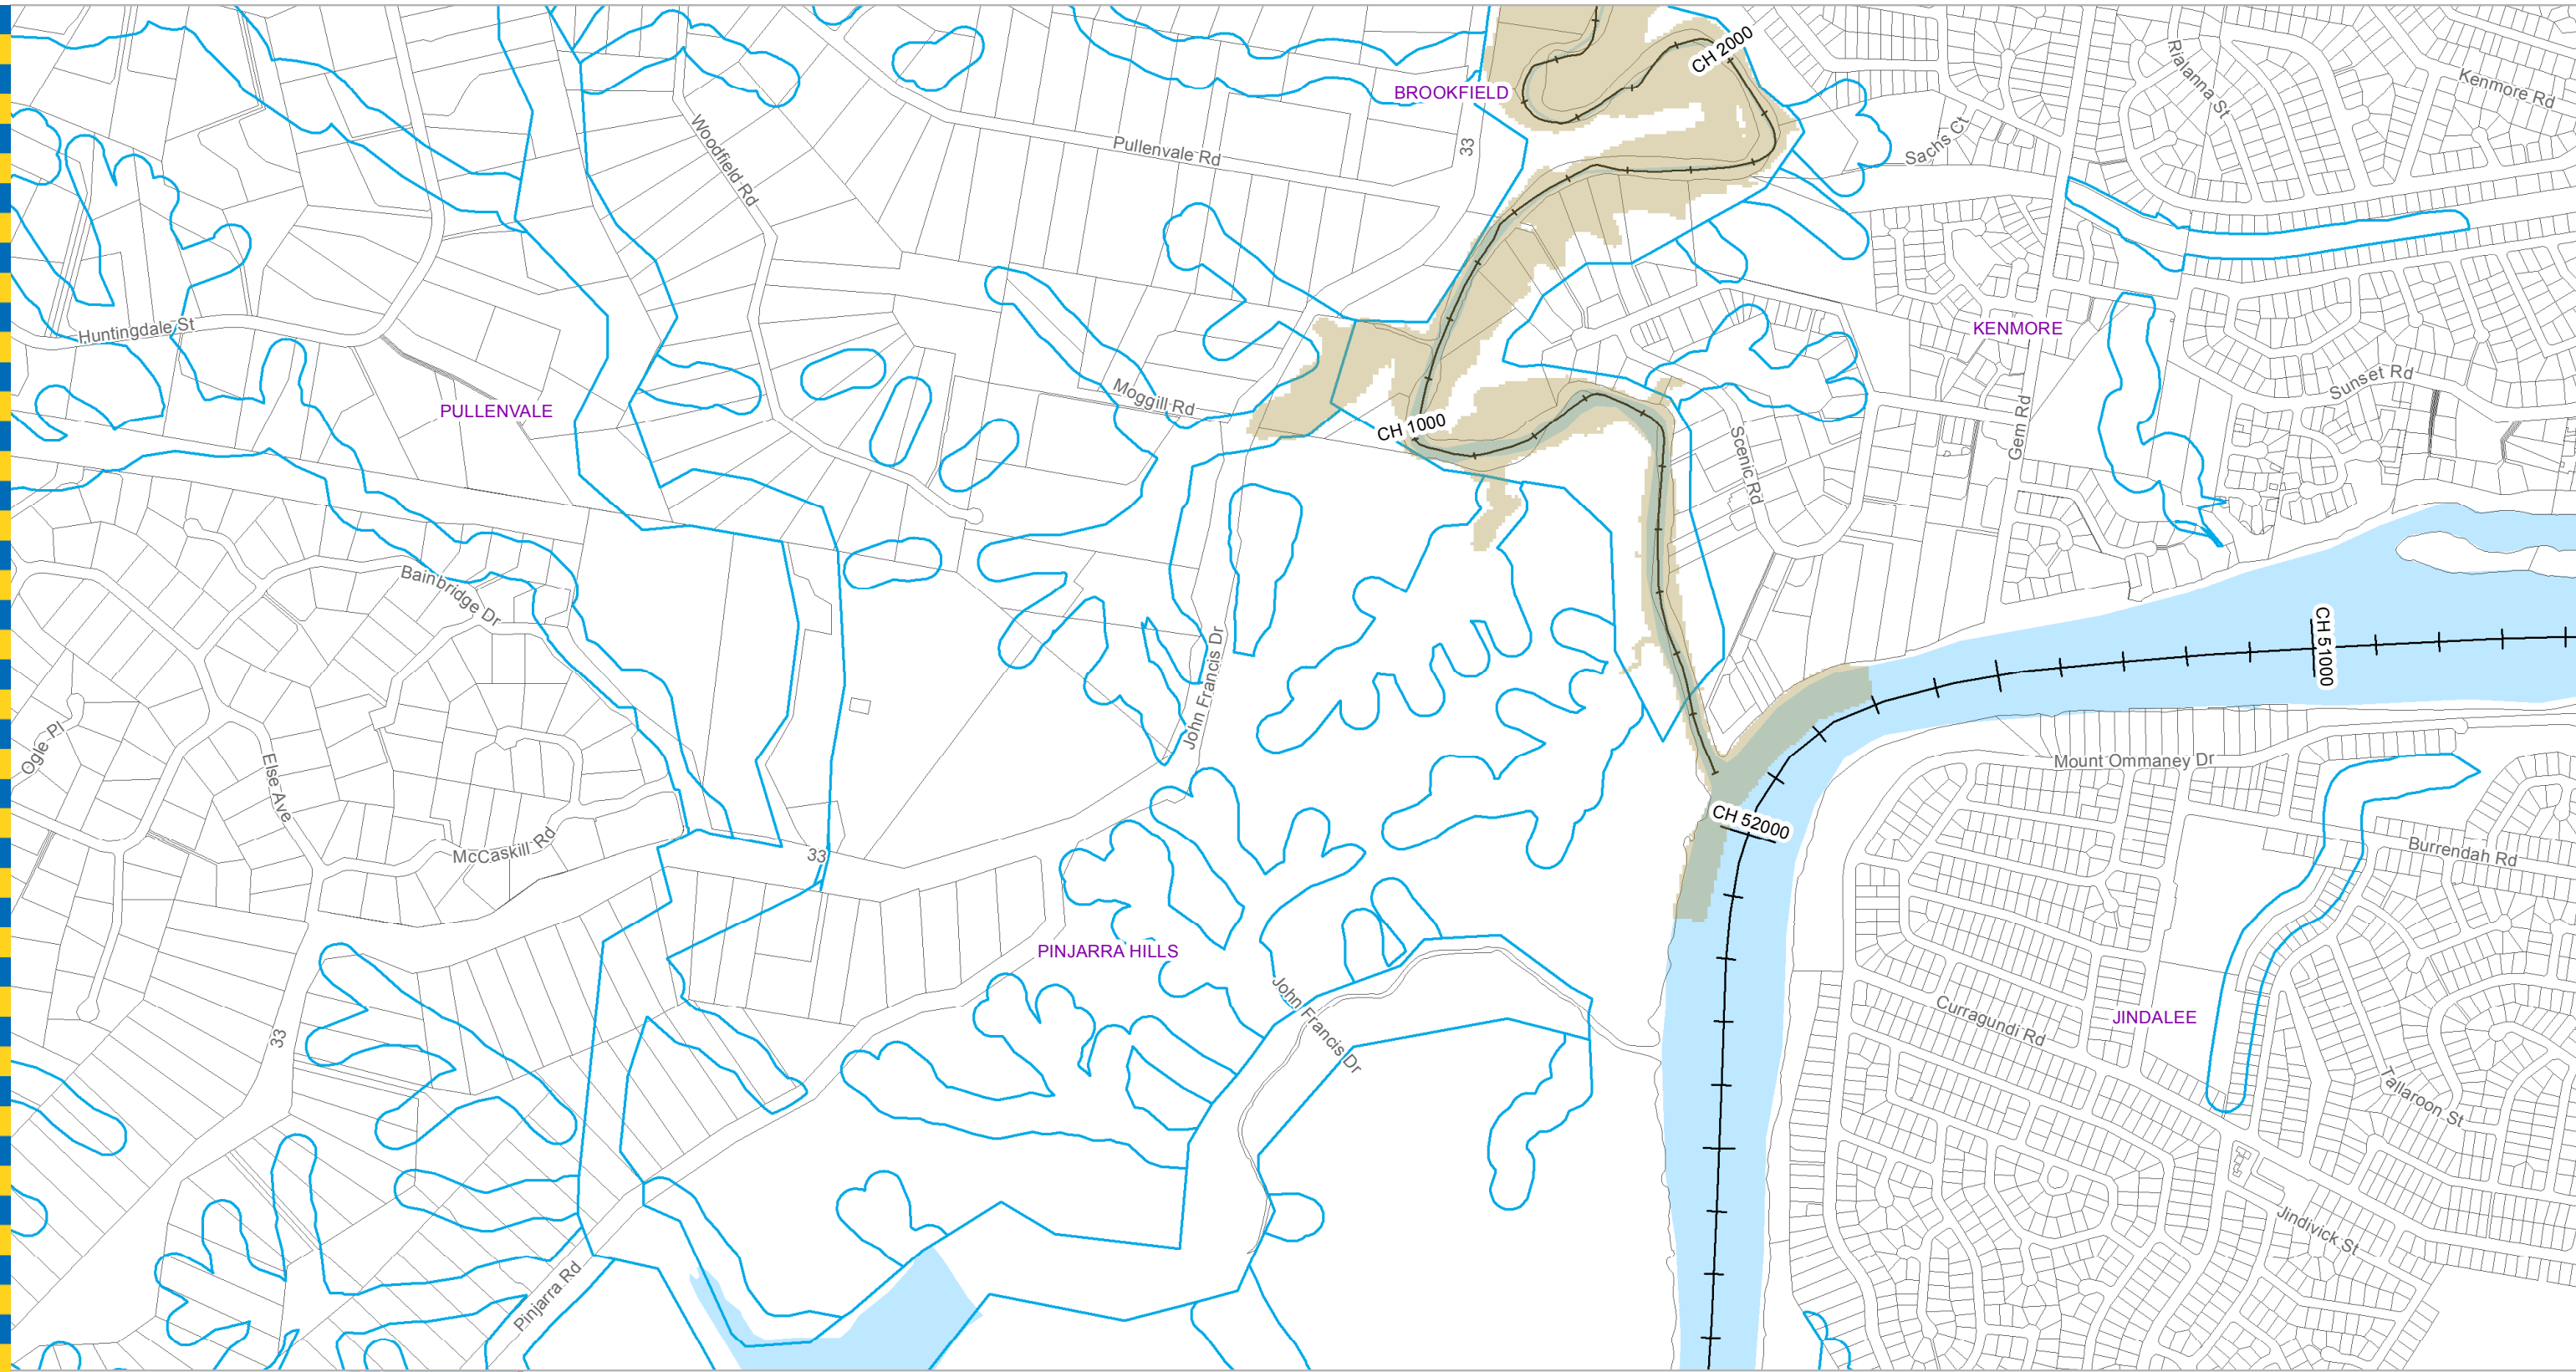 CH 2000
Rialanna St
Kenmore Rd
BROOKFIELD
Woodfield Rd
Pullenvale Rd
33
Sachs Ct
Huntingdale St
KENMORE
PULLENVALE
Moggill Rd
CH 1000
Sunset Rd
Gem Rd
Scenic Rd
Bainbridge Dr
CH 51000
John Francis Dr
Ogle Pl
Else Ave
Mount Ommaney Dr
CH 52000
McCaskill Rd
33
Burrendah Rd
PINJARRA HILLS
John Francis Dr
33
Curragundi Rd
JINDALEE
Tallaroon St
Jindivick St
Pinjarra Rd